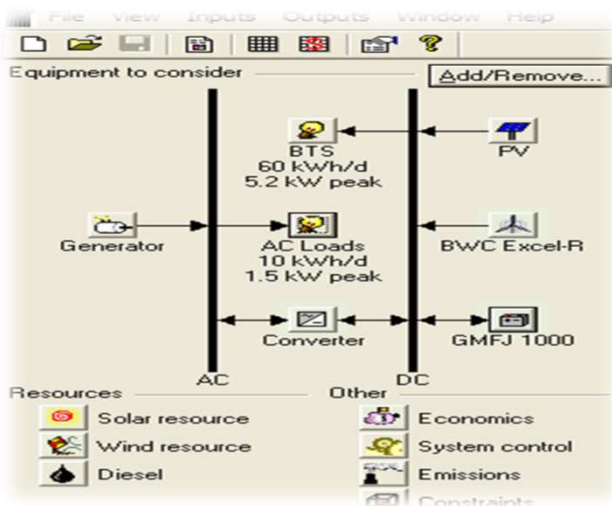 File View Inputs Outputs Window Help
Equipment to consider
Add/Remove...
BTS
60 kWh/d
5.2 kW peak
PV
Generator
AC Loads
10 kWh/d
1.5 kW peak
BWC Excel-R
Converter
GMFJ 1000
AC
DC
Resources
Other
Solar resource
Economics
Wind resource
System control
Diesel
Emissions
Constraints